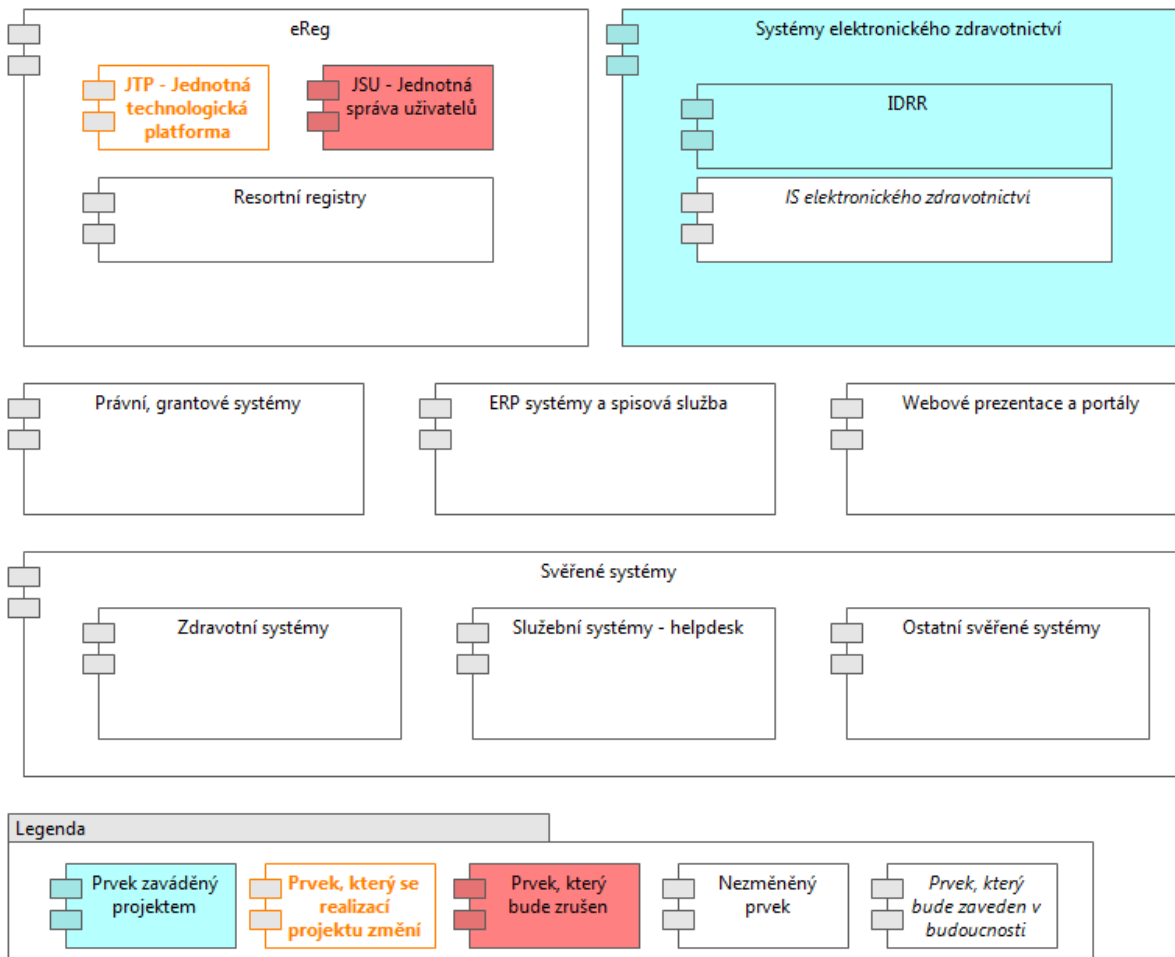 eReg
Systémy elektronického zdravotnictví
JTP - Jednotná
technologická
platforma
JSU - Jednotná
správa uživatelů
IDRR
Resortní registry
IS elektronického zdravotnictví
Právní, grantové systémy
ERP systémy a spisová služba
Webové prezentace a portály
Svěřené systémy
Zdravotní systémy
Služební systémy - helpdesk
Ostatní svěřené systémy
Legenda
Prvek zaváděný
projektem
Prvek, který se
realizací
projektu změní
Prvek, který
bude zrušen
Nezměněný
prvek
Prvek, který
bude zaveden v
budoucnosti